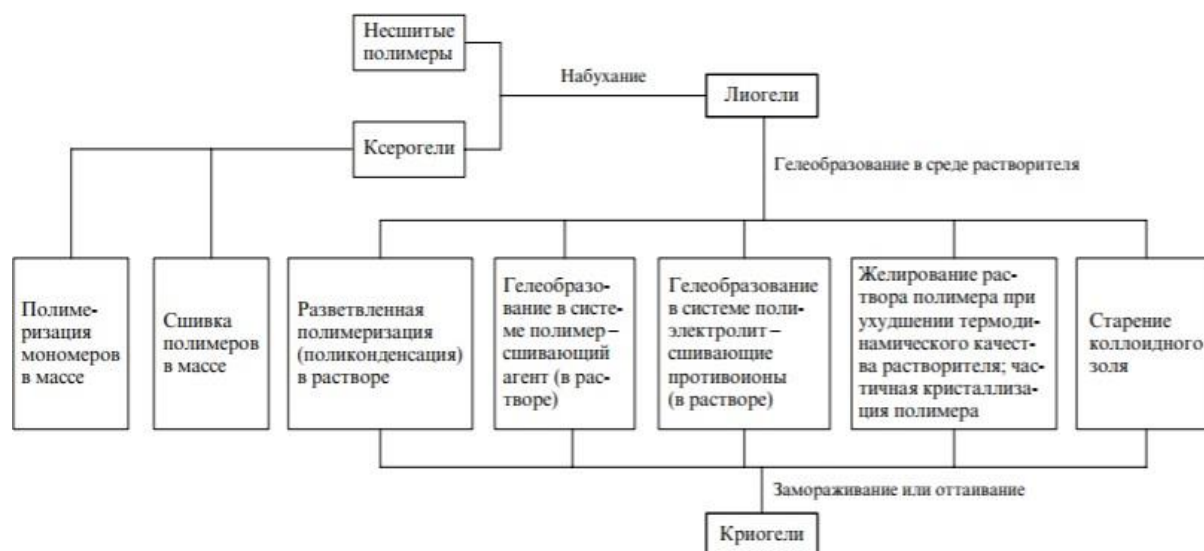 Несшитые
полимеры
Набухание
Лиогели
Ксерогели
Гелеобразование в среде растворителя
Полиме-
ризация
мономеров
в массе
Сшивка
полимеров
в массе
Разветвленная
полимеризация
(поликонденсация)
в растворе
Гелеобразо-
вание в систе-
ме полимер –
сшивающий
агент (в рас-
творе)
Гелеобразование
в системе поли-
электролит –
сшивающие
противоионы
(в растворе)
Желирование рас-
твора полимера при
ухудшении термоди-
намического качест-
ва растворителя; час-
тичная кристаллиза-
ция полимера
Старение
коллоидного
золя
Замораживание или оттаивание
Криогели